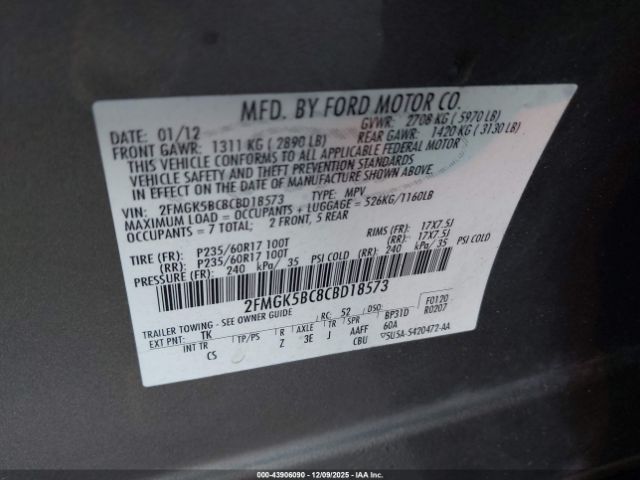 MFD. BY FORD MOTOR CO.
DATE: 01/12 GVWR: 2708 KG ( 5970 LB)
FRONT GAWR: 1311 KG ( 2890 LB) REAR GAWR: 1420 KG ( 3130 LB)
THIS VEHICLE CONFORMS TO ALL APPLICABLE FEDERAL MOTOR
VEHICLE SAFETY AND THEFT PREVENTION STANDARDS
IN EFFECT ON THE DATE OF MANUFACTURE SHOWN ABOVE.
VIN: 2FMGK5BC8CBD18573 TYPE: MPV
MAXIMUM LOAD = OCCUPANTS + LUGGAGE = 526KG/1160LB
OCCUPANTS = 7 TOTAL; 2 FRONT, 5 REAR
TIRE (FR): P235/60R17 100T RIMS (FR): 17X7.5J
(RR): P235/60R17 100T (RR): 17X7.5J
PRESSURE (FR): 240 kPa/ 35 PSI COLD (RR): 240 kPa/ 35 PSI COLD
2FMGK5BC8CBD18573
TRAILER TOWING - SEE OWNER GUIDE RC: 52 DSO: F0120
EXT PNT: TK BP31D R0207
INT TR TP/PS R AXLE TR SPR 60A
CS Z 3E J AAFF CBU ▽5U5A-5420472-AA
000-43906090 12/09/2025 IAAI.COM